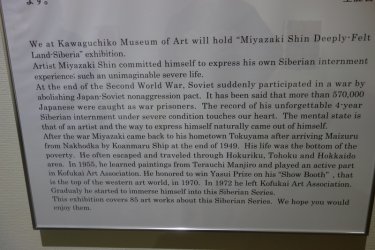 ます。
We at Kawaguchiko Museum of Art will hold "Miyazaki Shin Deeply-Felt
Land-Siberia" exhibition.
Artist Miyazaki Shin committed himself to express his own Siberian internment
experience; such an unimaginable severe life.
At the end of the Second World War, Soviet suddenly participated in a war by
abolishing Japan-Soviet nonaggression pact. It has been said that more than 570,000
Japanese were caught as war prisoners. The record of his unforgettable 4-year
Siberian internment under severe condition touches our heart. The mental state is
that of an artist and the way to express himself naturally came out of himself.
After the war Miyazaki came back to his hometown Tokuyama after arriving Maizuru
from Nakhodka by Koanmaru Ship at the end of 1949. His life was the bottom of the
poverty. He often escaped and traveled through Hokuriku, Tohoku and Hokkaido
area. In 1955, he learned paintings from Terauchi Manjiro and played an active part
in Kofukai Art Association. He honored to win Yasui Prize on his "Show Booth" , that
is the top of the western art world, in 1970. In 1972 he left Kofukai Art Association.
Gradualy he started to immerse himself into this Siberian Series.
This exhibition covers 85 art works about this Siberian Series. We hope you would
enjoy them.